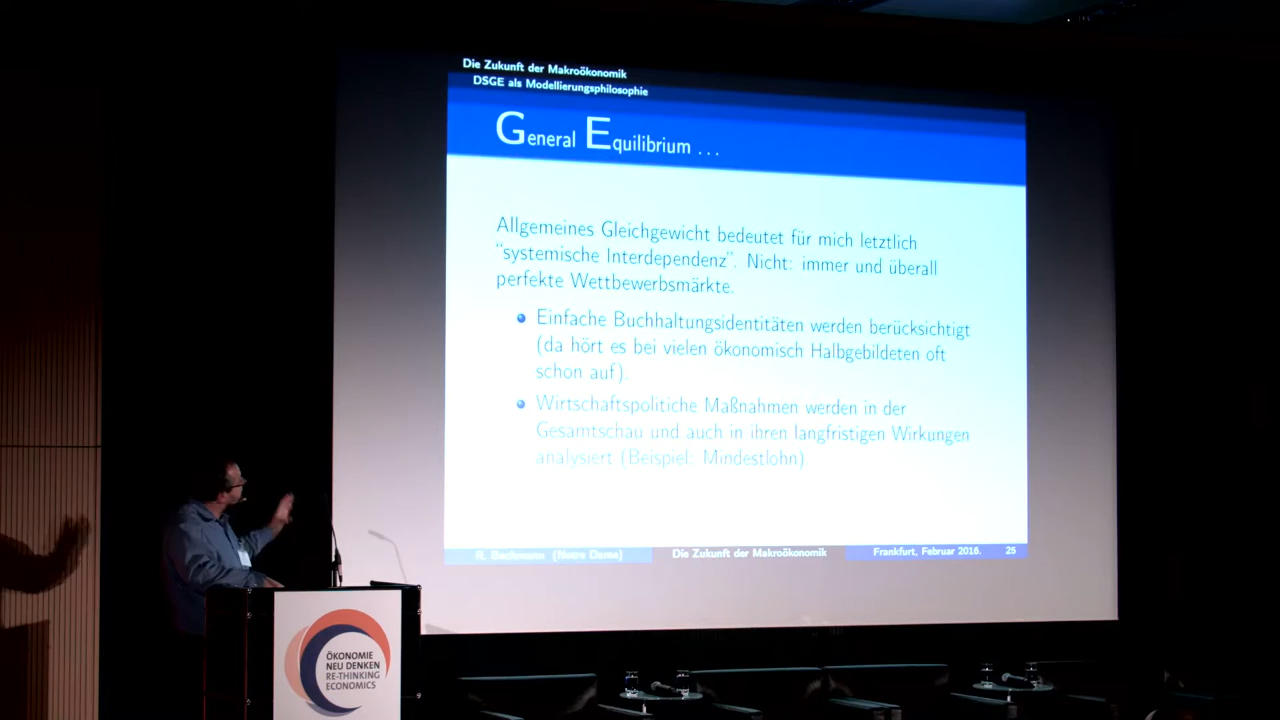 Die Zukunft der Makroökonomik
DSGE als Modellierungsphilosophie
General Equilibrium ...
Allgemeines Gleichgewicht bedeutet für mich letztlich
“systemische Interdependenz”. Nicht: immer und überall
perfekte Wettbewerbsmärkte.
Einfache Buchhaltungsidentitäten werden berücksichtigt
(da hört es bei vielen ökonomisch Halbgebildeten oft
schon auf).
Wirtschaftspolitiche Maßnahmen werden in der
Gesamtschau und auch in ihren langfristigen Wirkungen
analysiert (Beispiel: Mindestlohn)
R. Bachmann (Notre Dame) Die Zukunft der Makroökonomik Frankfurt, Februar 2016. 25
ÖKONOMIE
NEU DENKEN
RE-THINKING
ECONOMICS